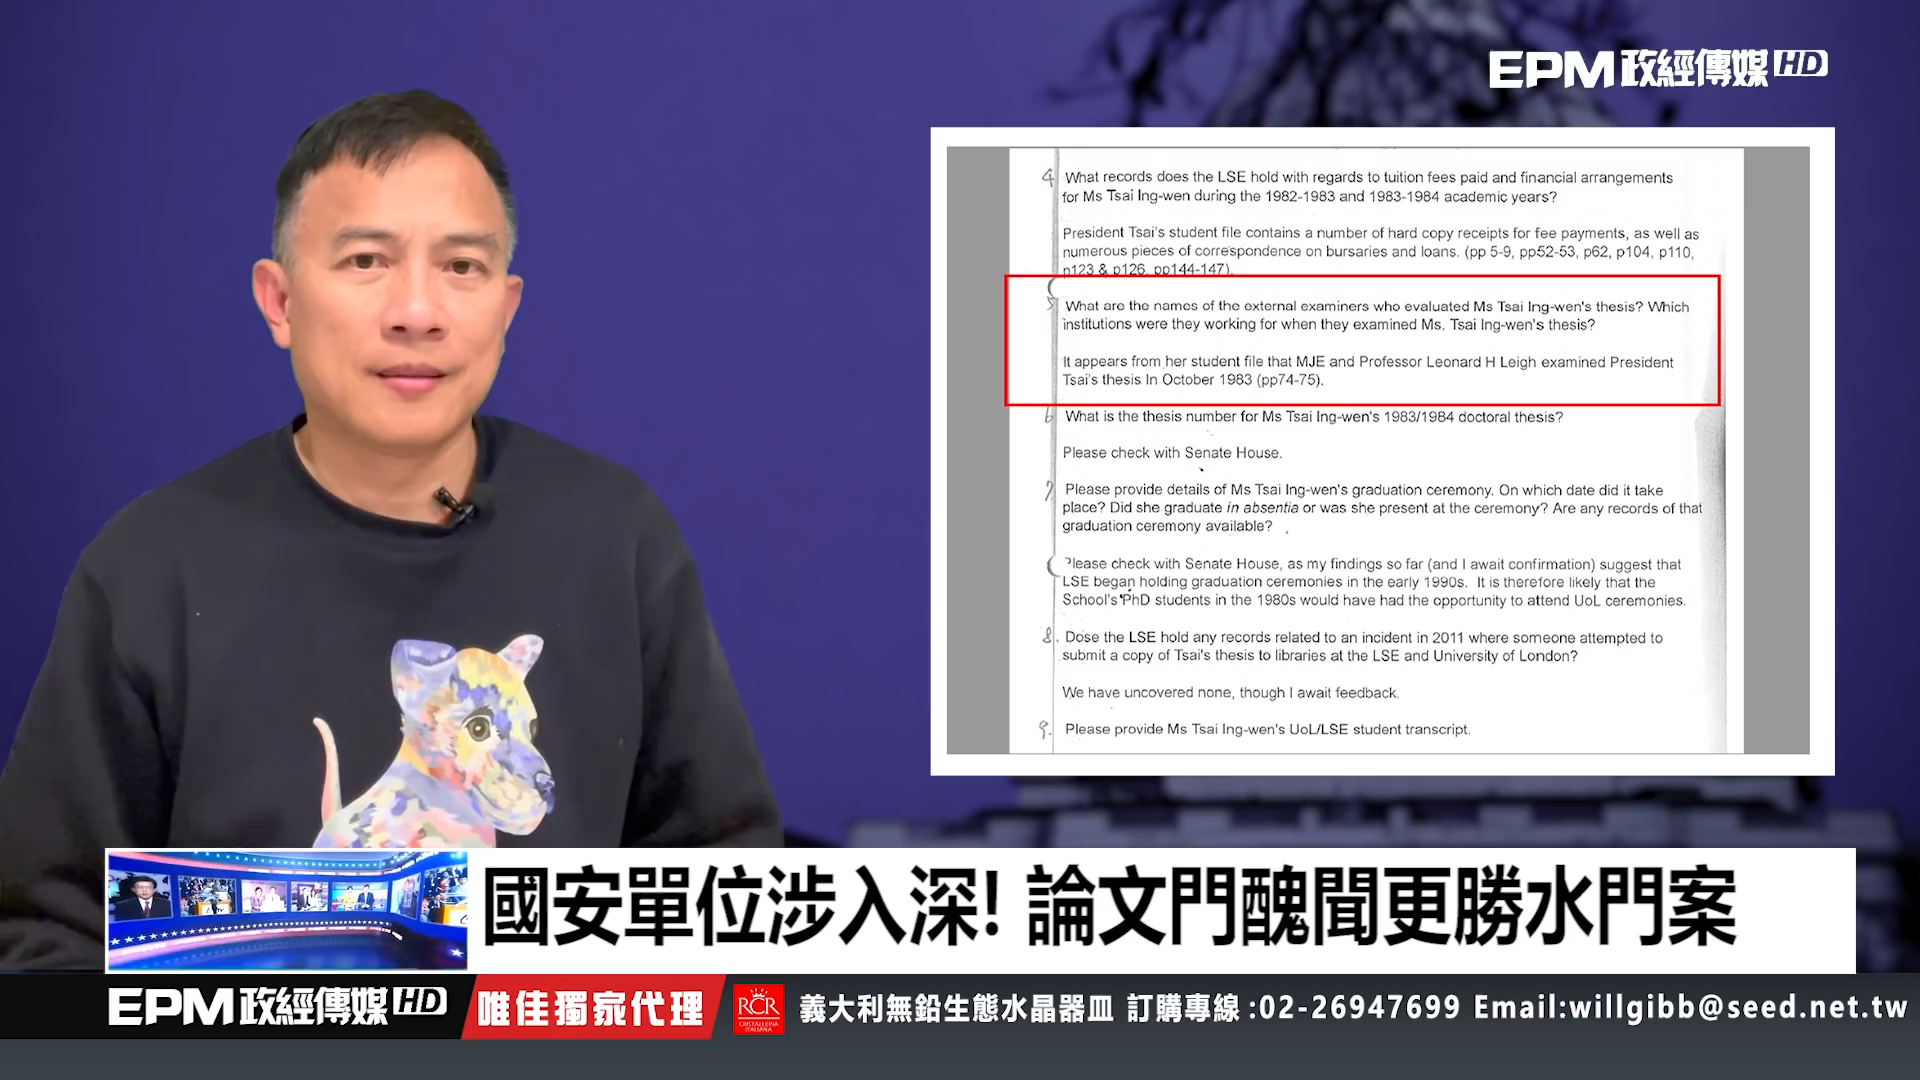 EPM政經傳媒HD
4 What records does the LSE hold with regards to tuition fees paid and financial arrangements
for Ms Tsai Ing-wen during the 1982-1983 and 1983-1984 academic years?
President Tsai's student file contains a number of hard copy receipts for fee payments, as well as
numerous pieces of correspondence on bursaries and loans. (pp 5-9, pp52-53, p62, p104, p110,
p123 & p126, pp144-147).
5 What are the names of the external examiners who evaluated Ms Tsai Ing-wen's thesis? Which
institutions were they working for when they examined Ms. Tsai Ing-wen's thesis?
It appears from her student file that MJE and Professor Leonard H Leigh examined President
Tsai's thesis In October 1983 (pp74-75).
6 What is the thesis number for Ms Tsai Ing-wen's 1983/1984 doctoral thesis?
Please check with Senate House.
7 Please provide details of Ms Tsai Ing-wen's graduation ceremony. On which date did it take
place? Did she graduate in absentia or was she present at the ceremony? Are any records of that
graduation ceremony available?
Please check with Senate House, as my findings so far (and I await confirmation) suggest that
LSE began holding graduation ceremonies in the early 1990s. It is therefore likely that the
School's PhD students in the 1980s would have had the opportunity to attend UoL ceremonies.
8. Dose the LSE hold any records related to an incident in 2011 where someone attempted to
submit a copy of Tsai's thesis to libraries at the LSE and University of London?
We have uncovered none, though I await feedback.
9. Please provide Ms Tsai Ing-wen's UoL/LSE student transcript.
國安單位涉入深! 論文門醜聞更勝水門案
EPM政經傳媒HD 唯佳獨家代理 RCR CRISTALLERIA ITALIANA 義大利無鉛生態水晶器皿 訂購專線:02-26947699 Email:willgibb@seed.net.tw